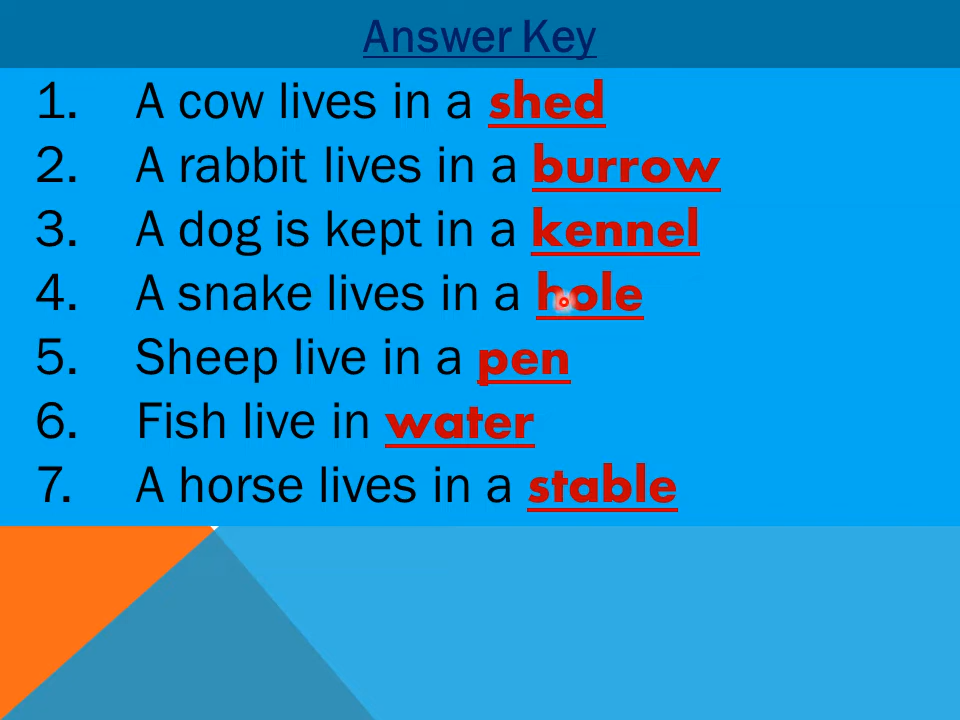 Answer Key
1. A cow lives in a shed
2. A rabbit lives in a burrow
3. A dog is kept in a kennel
4. A snake lives in a hole
5. Sheep live in a pen
6. Fish live in water
7. A horse lives in a stable